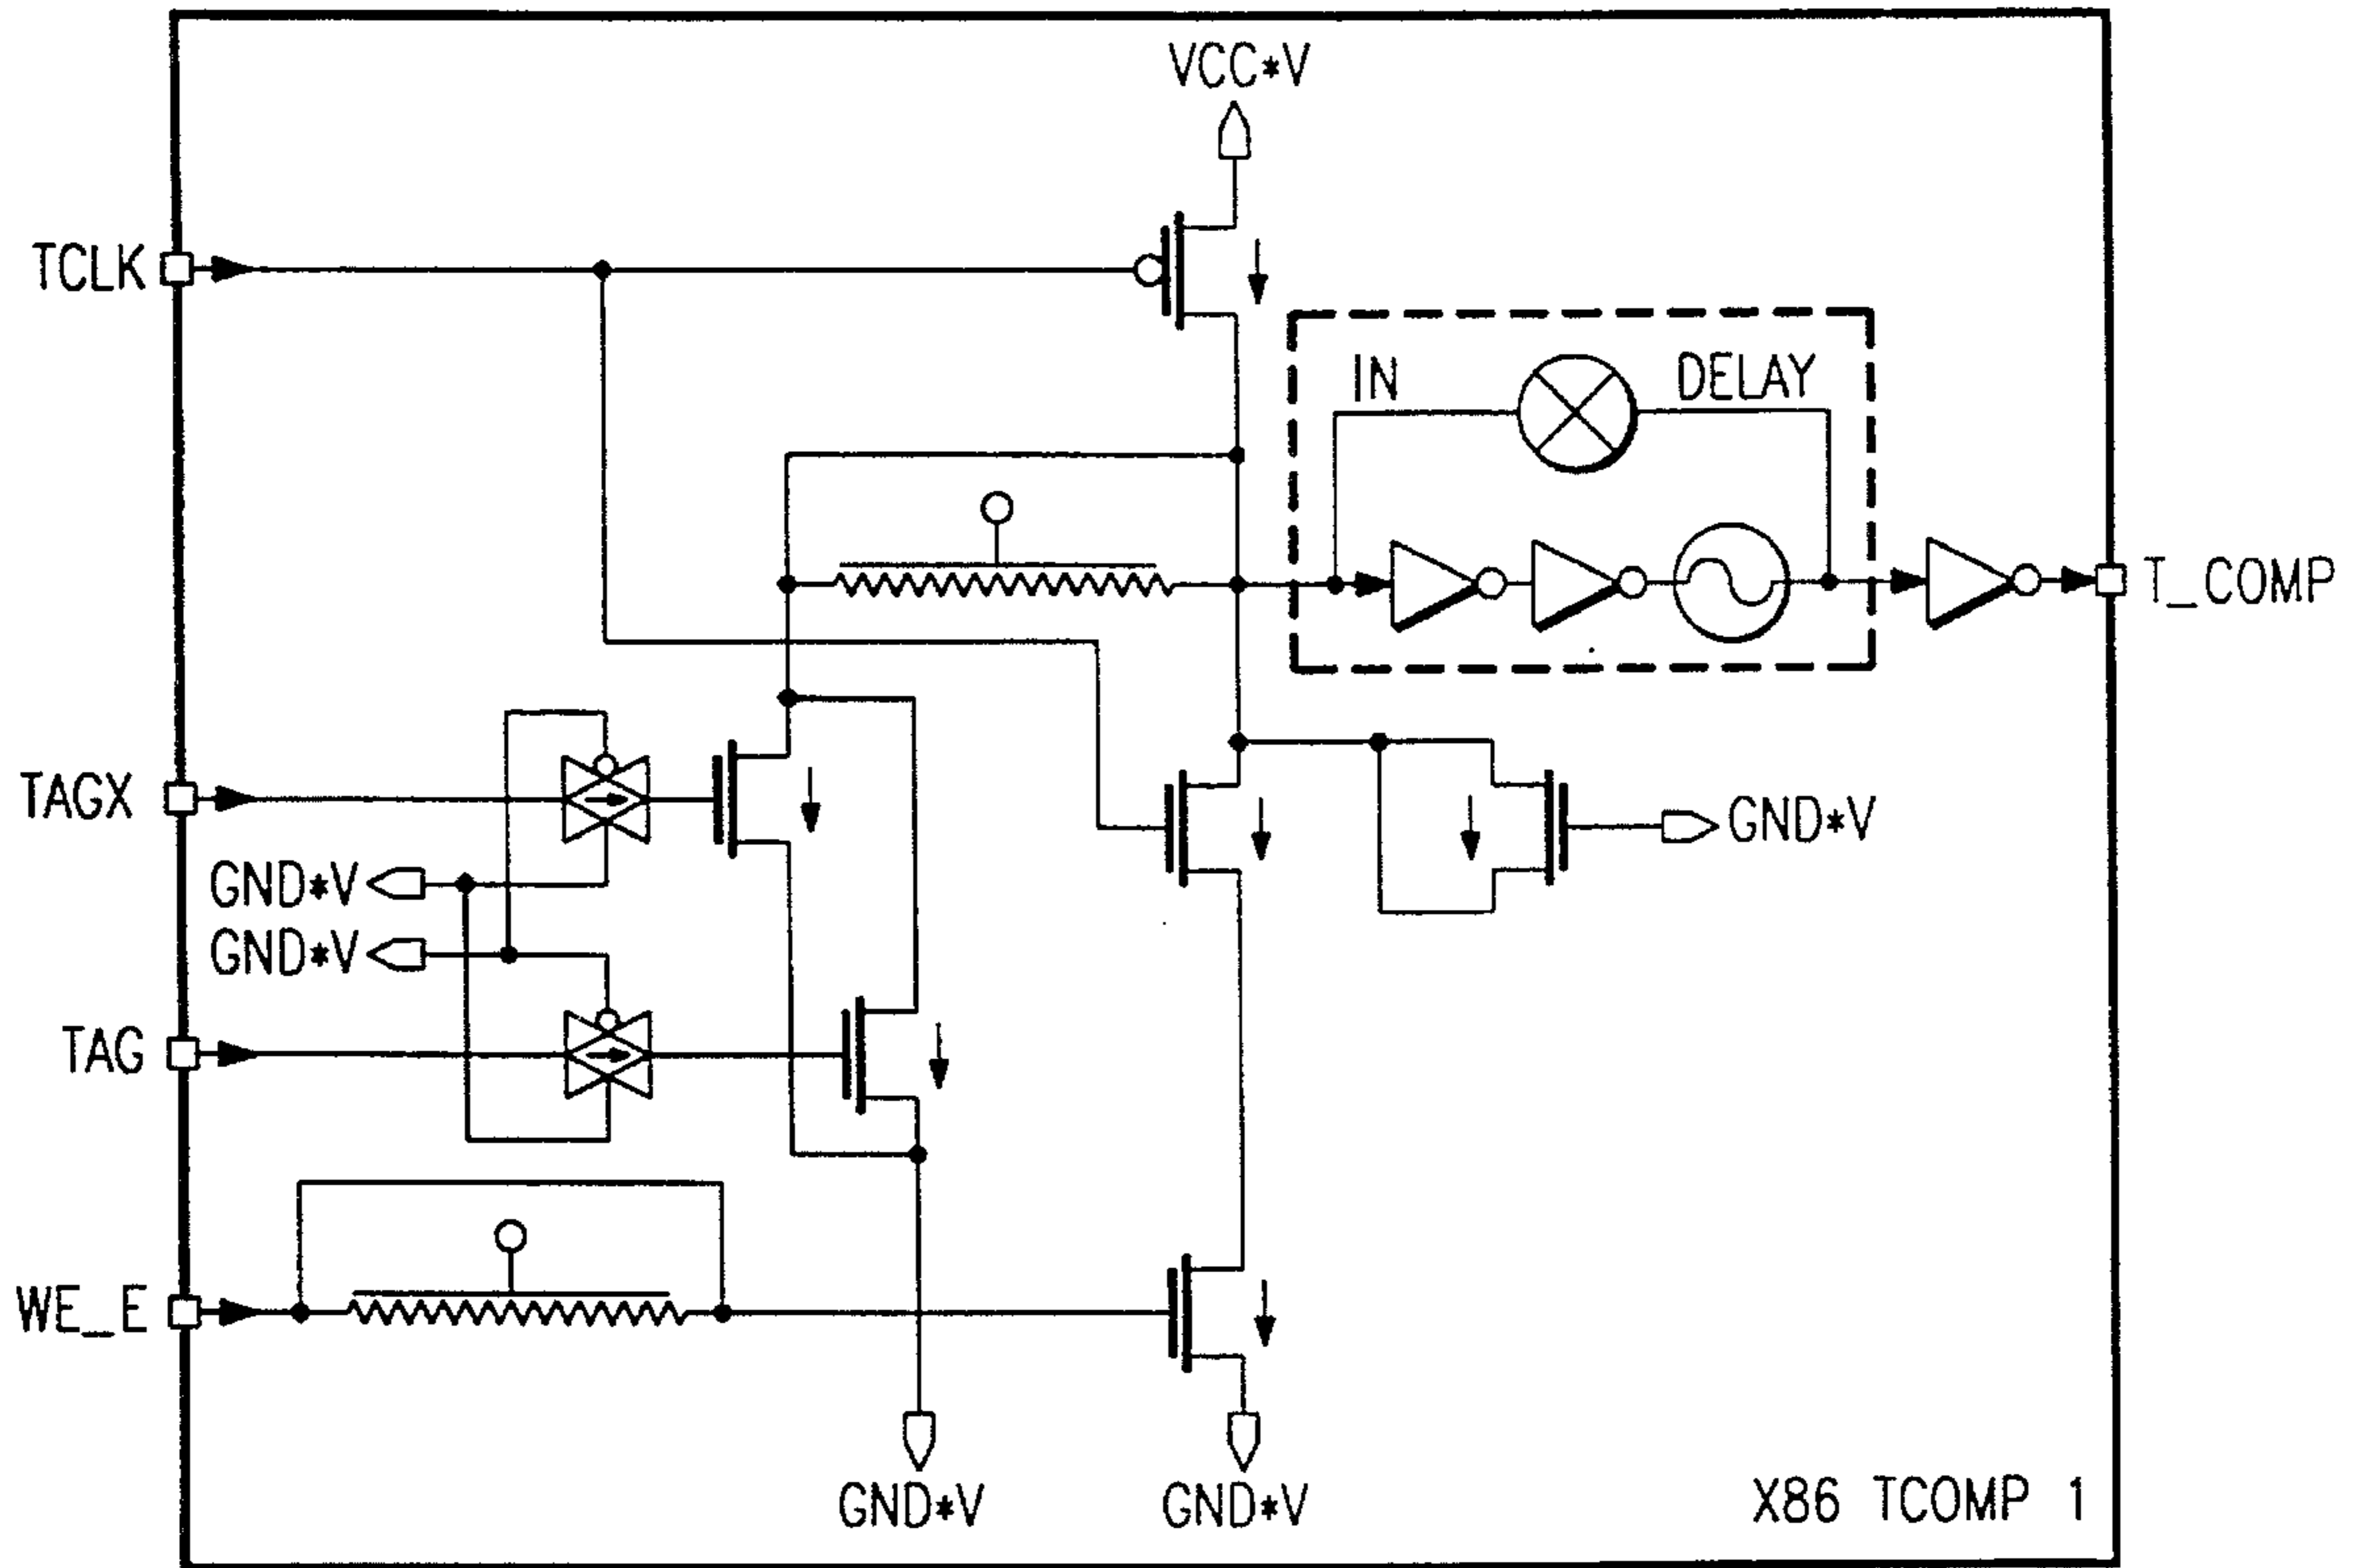 VCC*V
TCLK
IN
DELAY
T_COMP
TAGX
GND*V
GND*V
GND*V
TAG
WE_E
GND*V
GND*V
X86 TCOMP 1